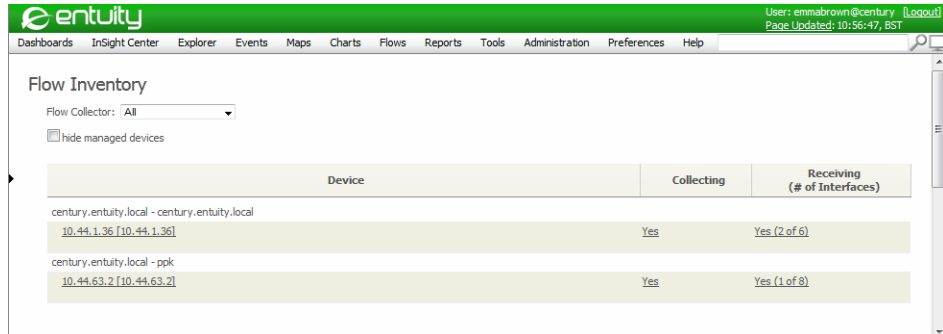 entuity
User: emmabrown@century [Logout]
Page Updated: 10:56:47, BST
Dashboards InSight Center Explorer Events Maps Charts Flows Reports Tools Administration Preferences Help
Flow Inventory
Flow Collector: All
hide managed devices
Device Collecting Receiving
(# of Interfaces)
century.entuity.local - century.entuity.local
10.44.1.36 [10.44.1.36] Yes Yes (2 of 6)
century.entuity.local - ppk
10.44.63.2 [10.44.63.2] Yes Yes (1 of 8)